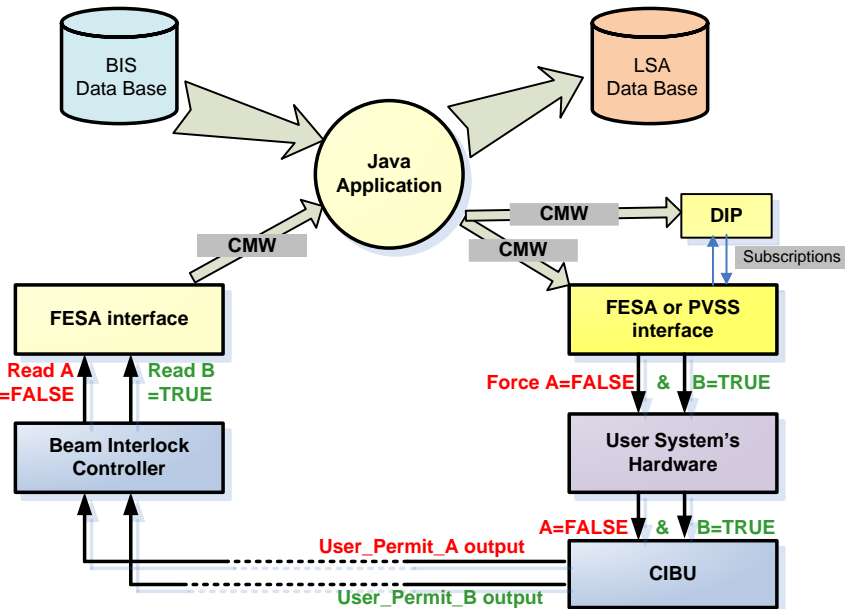 BIS
Data Base
LSA
Data Base
Java
Application
CMW
CMW
CMW
DIP
Subscriptions
FESA interface
FESA or PVSS
interface
Read A
=FALSE
Read B
=TRUE
Force A=FALSE & B=TRUE
Beam Interlock
Controller
User System's
Hardware
A=FALSE & B=TRUE
User_Permit_A output
CIBU
User_Permit_B output